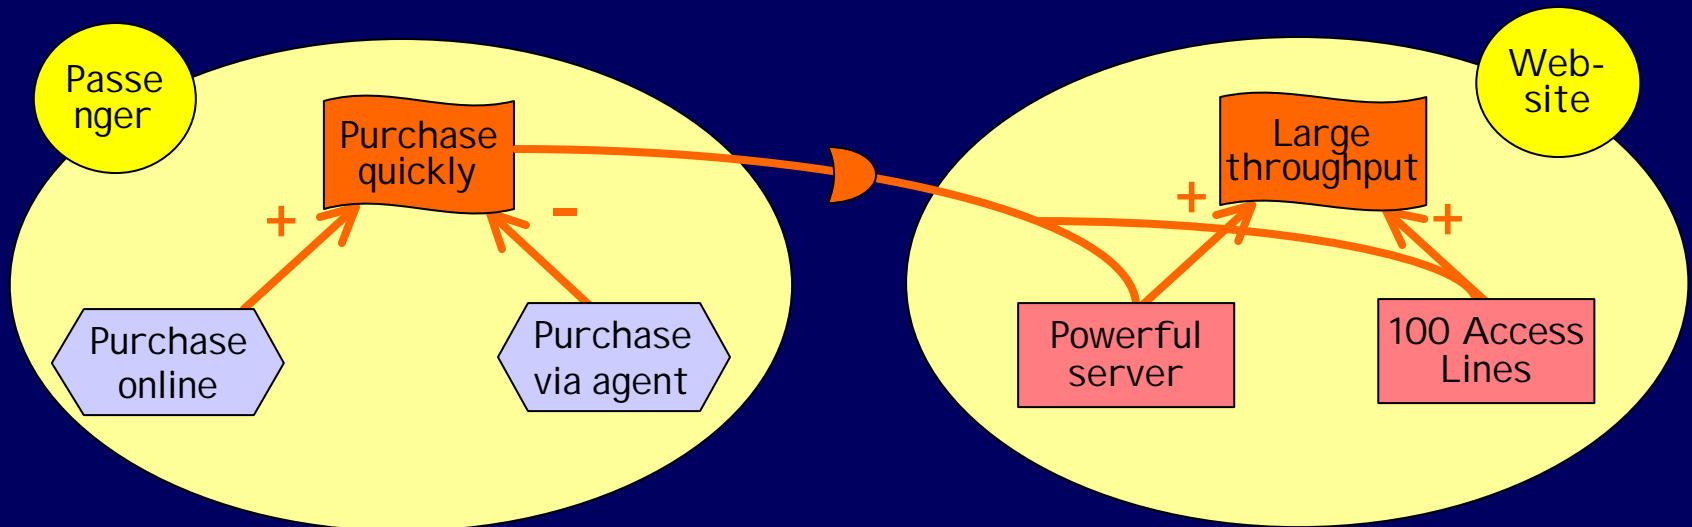 Passe
nger
Purchase
quickly
+
-
Purchase
online
Purchase
via agent
Web-
site
Large
throughput
+
+
Powerful
server
100 Access
Lines